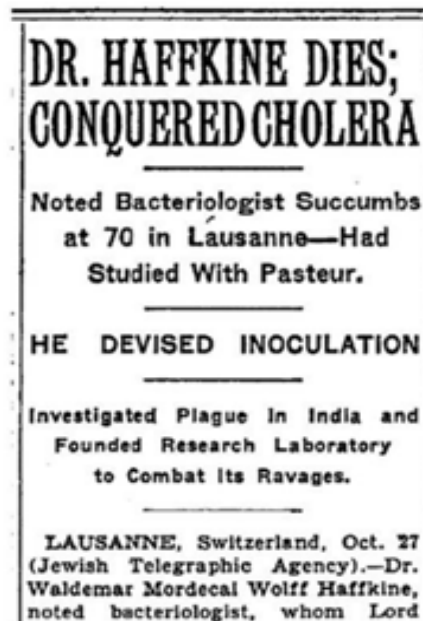 DR. HAFFKINE DIES;
CONQUERED CHOLERA
Noted Bacteriologist Succumbs
at 70 in Lausanne—Had
Studied With Pasteur.
HE DEVISED INOCULATION
Investigated Plague In India and
Founded Research Laboratory
to Combat Its Ravages.
LAUSANNE, Switzerland, Oct. 27
(Jewish Telegraphic Agency).—Dr.
Waldemar Mordecai Wolff Haffkine,
noted bacteriologist, whom Lord